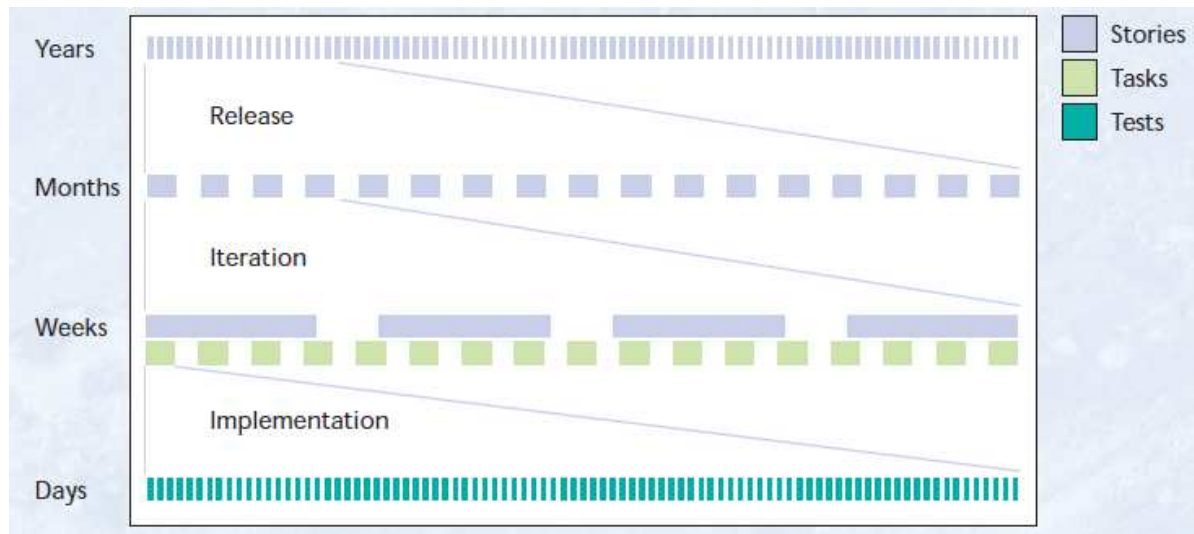 Years
Stories
Tasks
Tests
Release
Months
Iteration
Weeks
Implementation
Days